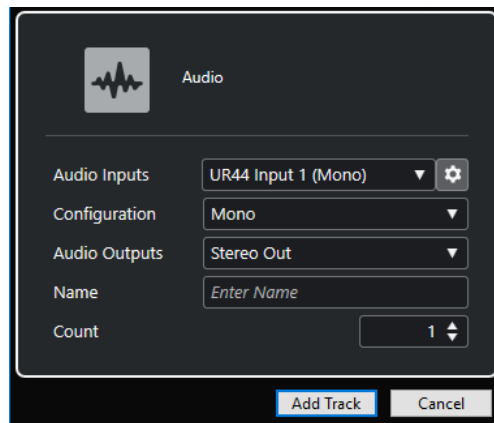 Audio
Audio Inputs UR44 Input 1 (Mono)
Configuration Mono
Audio Outputs Stereo Out
Name Enter Name
Count 1
Add Track Cancel